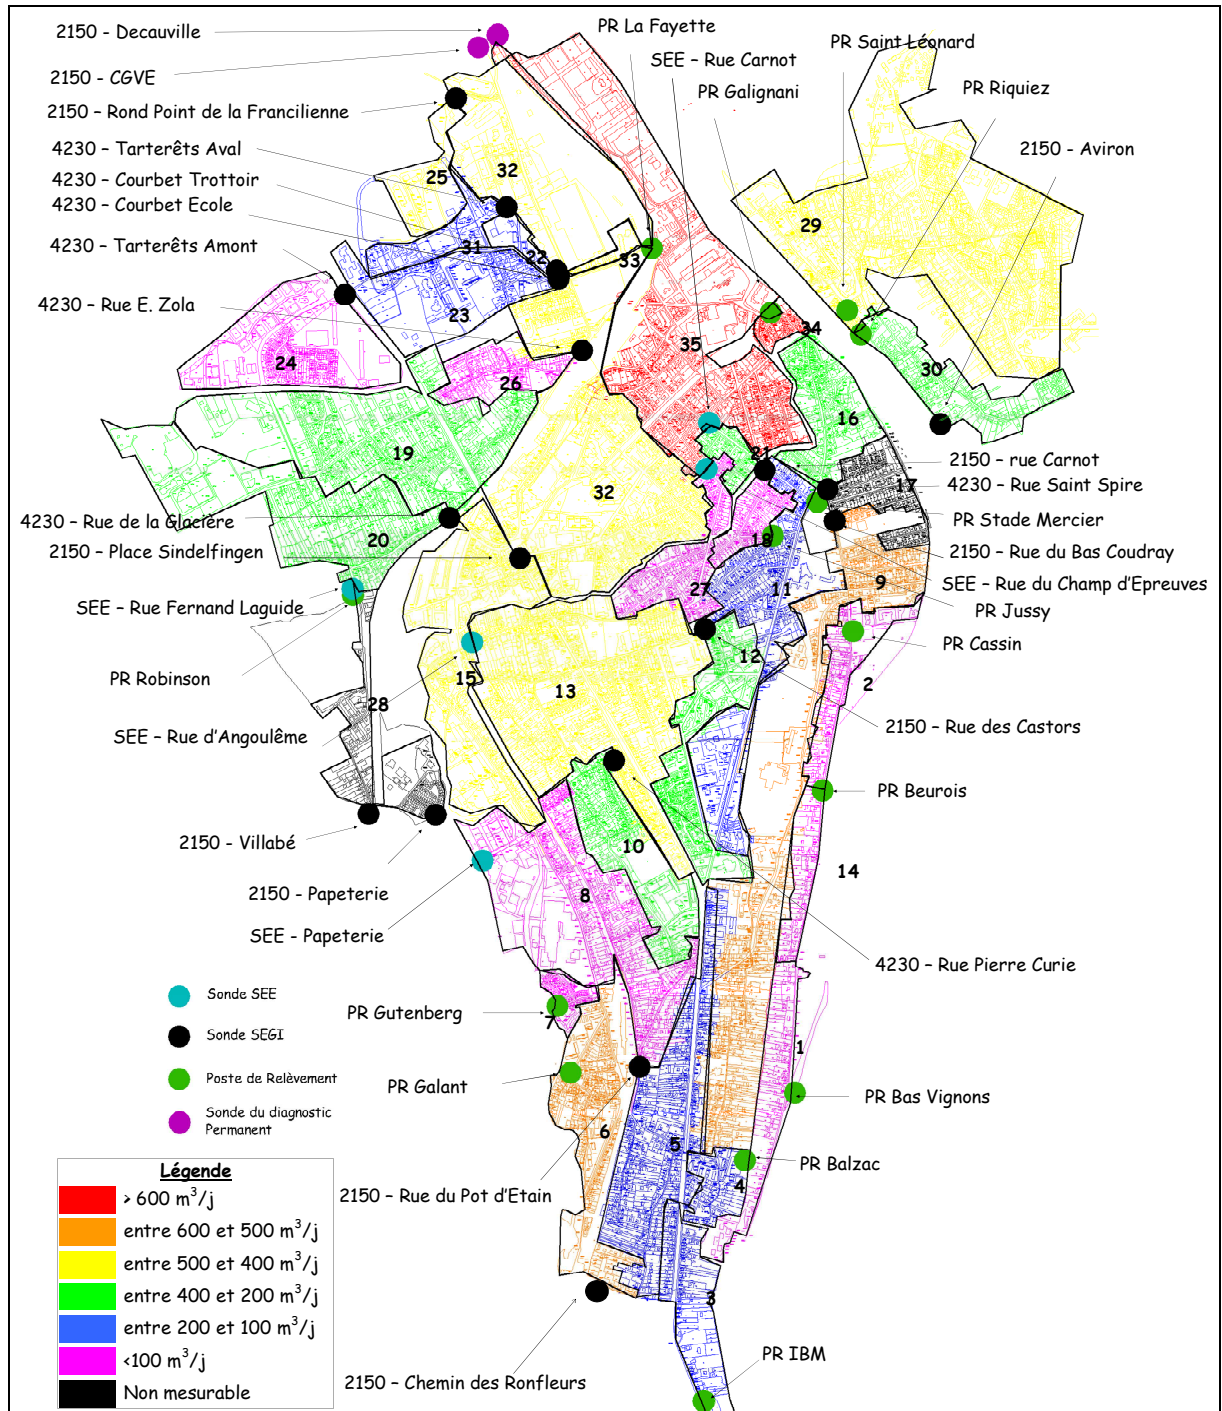 2150 - Decauville
PR La Fayette
PR Saint Léonard
SEE – Rue Carnot
2150 - CGVE
PR Galignani
PR Riquiez
2150 – Rond Point de la Francilienne
4230 – Tarterêts Aval
2150 - Aviron
4230 – Courbet Trottoir
4230 – Courbet Ecole
4230 – Tarterêts Amont
4230 – Rue E. Zola
25
32
29
31
22
33
23
34
35
24
26
30
16
19
21
2150 – rue Carnot
17
4230 – Rue Saint Spire
32
4230 – Rue de la Glacière
20
PR Stade Mercier
2150 – Place Sindelfingen
18
2150 – Rue du Bas Coudray
SEE – Rue Fernand Laguide
27
11
9
SEE – Rue du Champ d'Epreuves
PR Jussy
PR Cassin
PR Robinson
12
15
13
2
28
2150 – Rue des Castors
SEE – Rue d'Angoulême
PR Beurois
2150 - Villabé
10
14
2150 - Papeterie
8
SEE - Papeterie
4230 – Rue Pierre Curie
Sonde SEE
PR Gutenberg
7
Sonde SEGI
1
Poste de Relèvement
PR Galant
PR Bas Vignons
Sonde du diagnostic
Permanent
6
5
PR Balzac
4
2150 – Rue du Pot d'Etain
Légende
> 600 m³/j
entre 600 et 500 m³/j
entre 500 et 400 m³/j
entre 400 et 200 m³/j
3
entre 200 et 100 m³/j
<100 m³/j
PR IBM
Non mesurable
2150 – Chemin des Ronfleurs